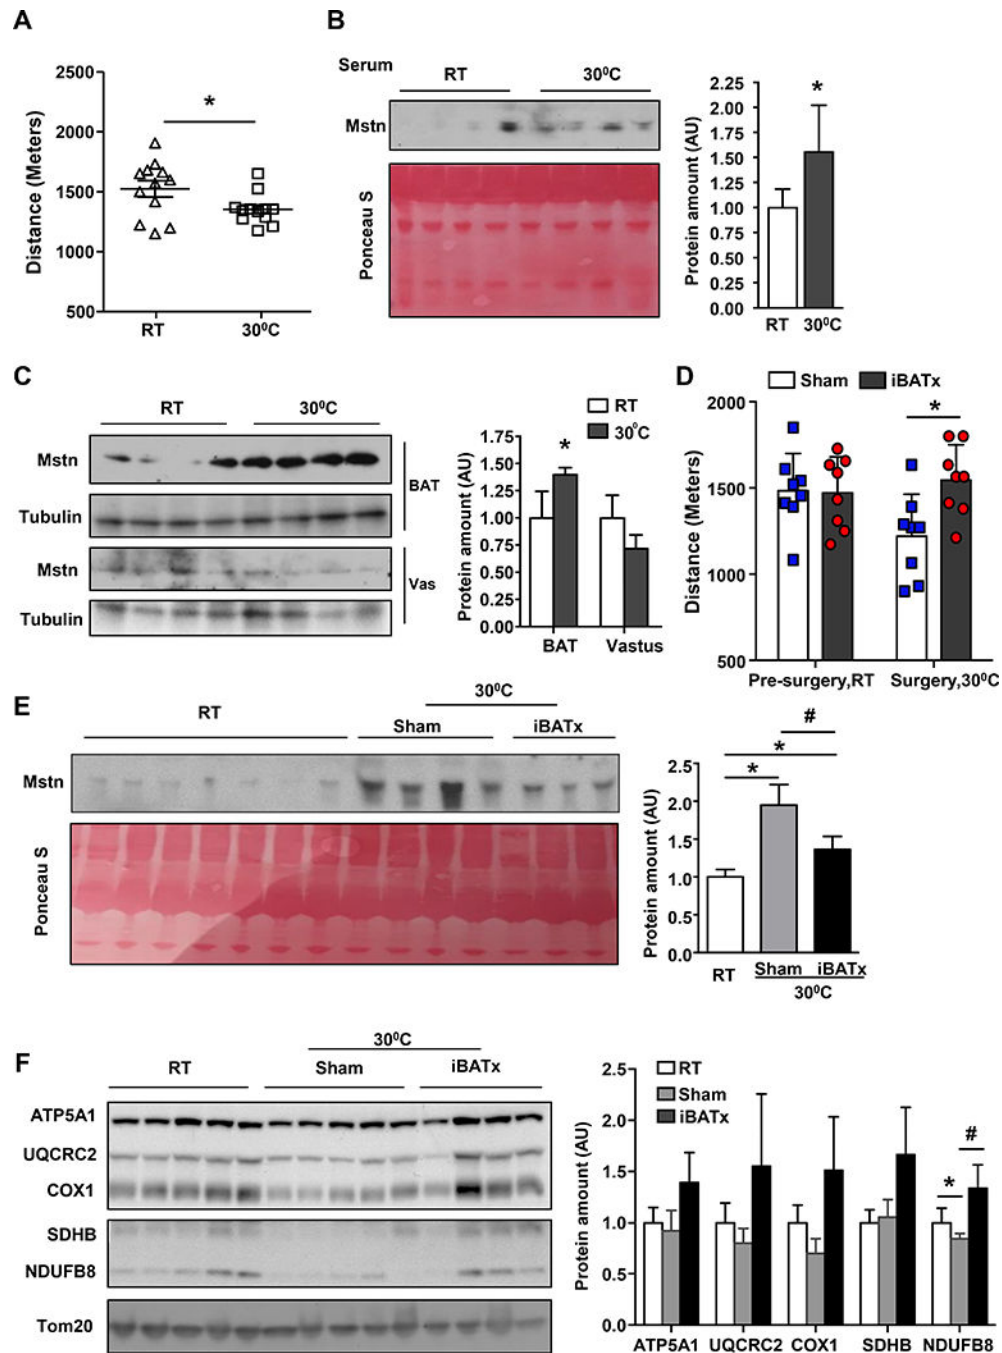 A
Distance (Meters)
2500
2000
1500
1000
500
*
RT
30⁰C
B
Serum
RT
30⁰C
Mstn
Ponceau S
Protein amount (AU)
2.25
2.00
1.75
1.50
1.25
1.00
0.75
0.50
0.25
0.00
*
RT 30⁰C
C
RT
30⁰C
Mstn
Tubulin
BAT
Mstn
Tubulin
Vas
RT
30⁰C
Protein amount (AU)
1.75
1.50
1.25
1.00
0.75
0.50
0.25
0.00
*
BAT Vastus
D
Sham iBATx
Distance (Meters)
2000
1500
1000
500
*
Pre-surgery,RT Surgery,30⁰C
E
RT
30⁰C
Sham iBATx
Mstn
Ponceau S
Protein amount (AU)
2.5
2.0
1.5
1.0
0.5
0.0
#
*
*
RT Sham iBATx
30⁰C
F
30⁰C
RT Sham iBATx
ATP5A1
UQCRC2
COX1
SDHB
NDUFB8
Tom20
RT
Sham
iBATx
Protein amount (AU)
2.5
2.0
1.5
1.0
0.5
0.0
* #
ATP5A1 UQCRC2 COX1 SDHB NDUFB8